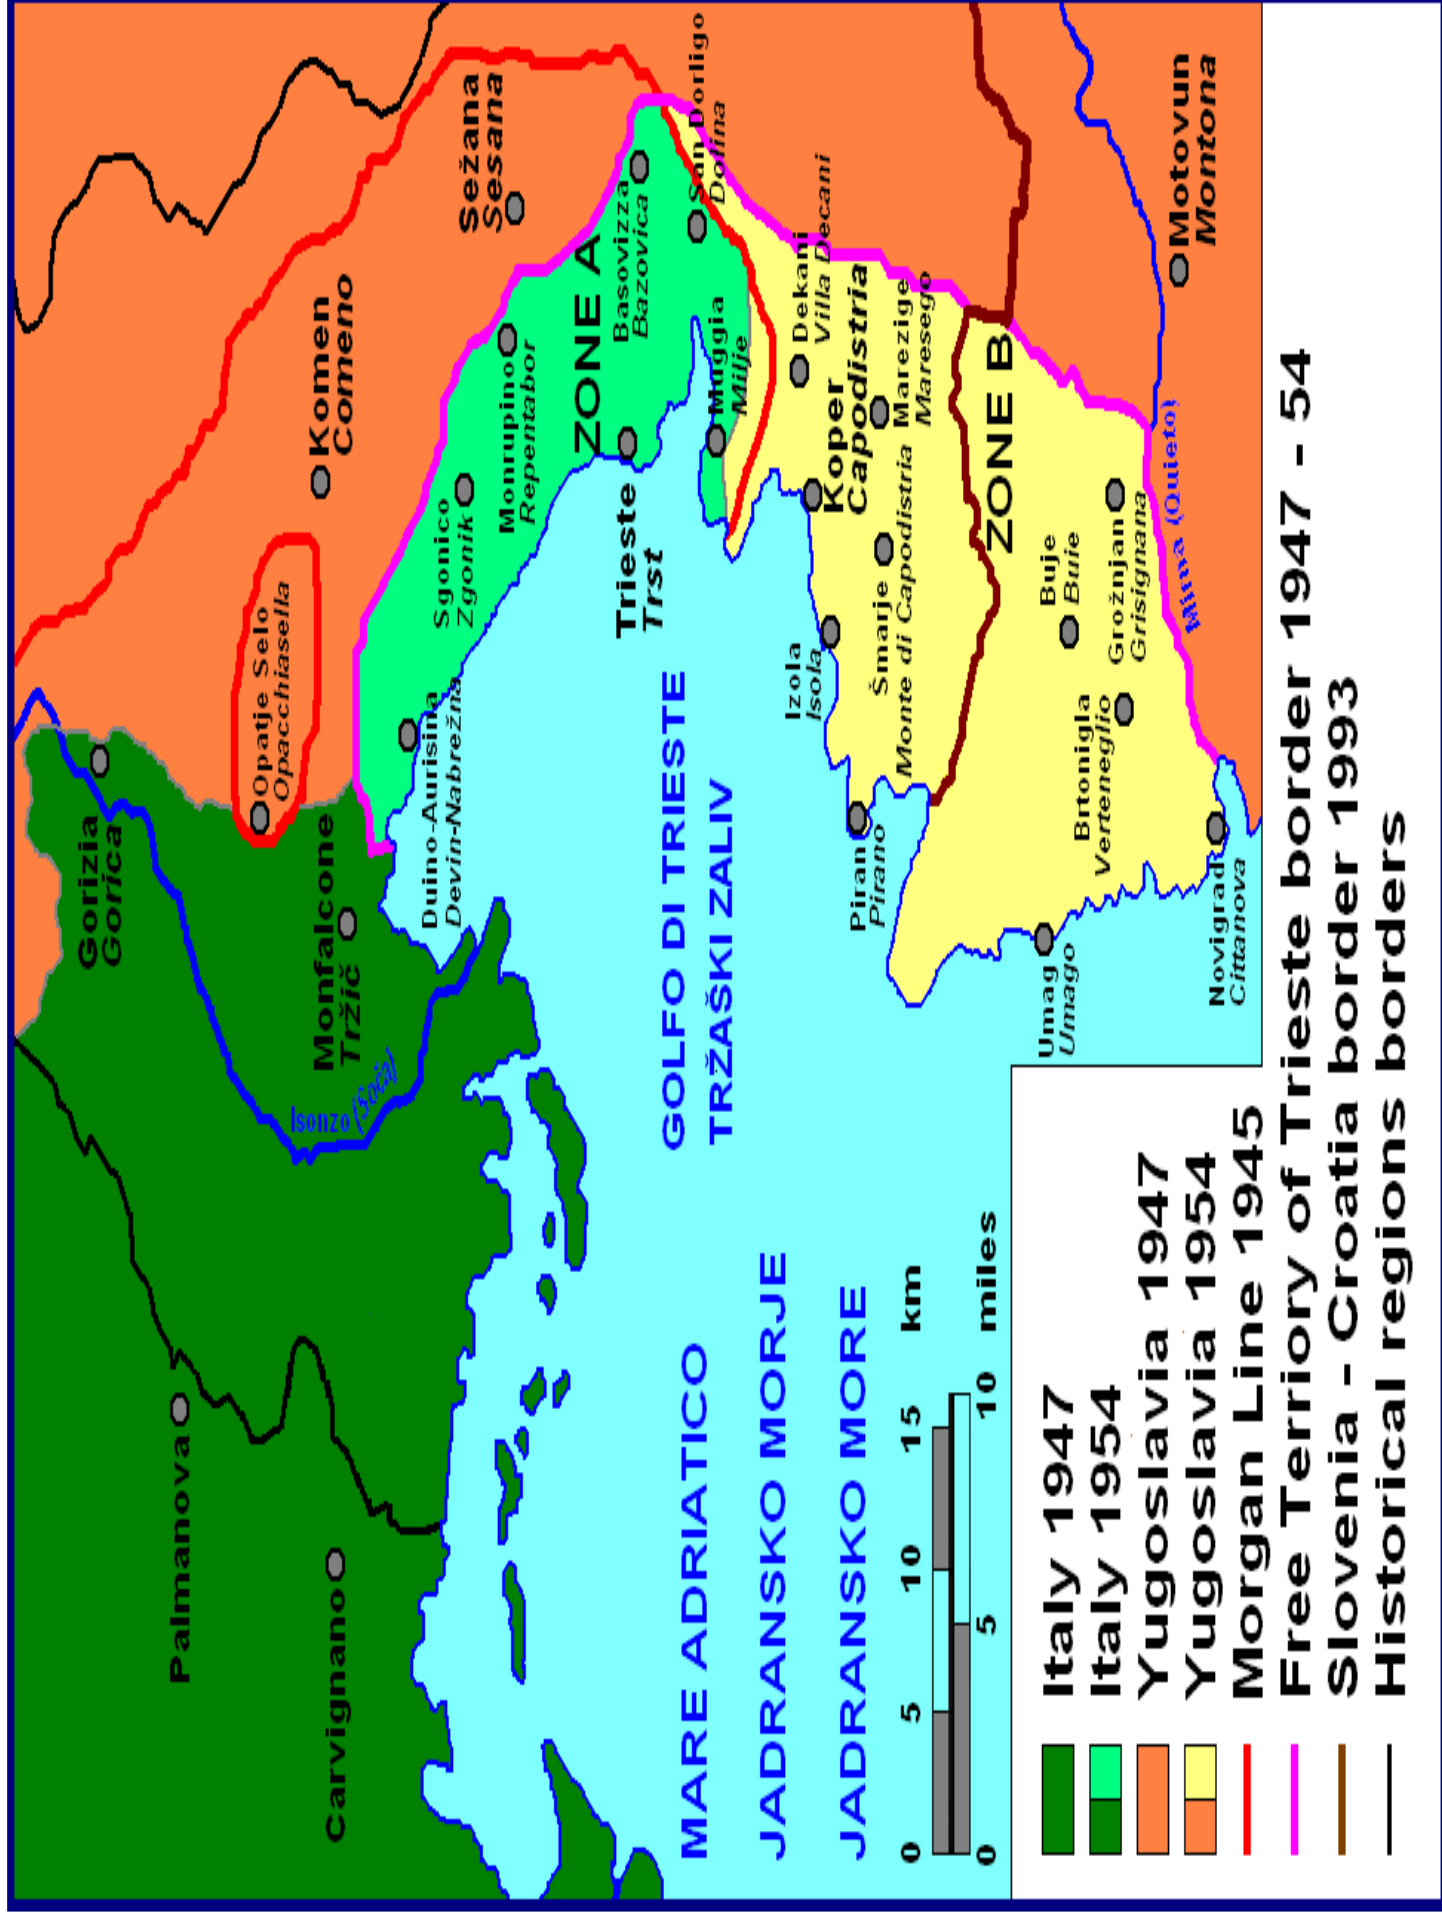 Palmanova
Carvignano
Gorizia
Gorica
Monfalcone
Tržič
Isonzo (Soča)
Opatje Selo
Opacchiasella
Komen
Comeno
Sežana
Sesana
Duino-Aurisina
Devin-Nabrežna
Sgonico
Zgonik
Monrupino
Repentabor
ZONE A
Basovizza
Bazovica
Trieste
Trst
San Dorligo
Dolina
Muggia
Milje
Dekani
Villa Decani
Koper
Capodistria
Marezige
Maresego
Izola
Isola
Šmarje
Monte di Capodistria
Piran
Pirano
ZONE B
Buje
Buie
Grožnjan
Grisignana
Brtonigla
Verteneglio
Umag
Umago
Novigrad
Cittanova
Mirna (Quieto)
Motovun
Montona
GOLFO DI TRIESTE
TRŽAŠKI ZALIV
MARE ADRIATICO
JADRANSKO MORJE
JADRANSKO MORE
0 5 10 15 km
0 5 10 miles
Italy 1947
Italy 1954
Yugoslavia 1947
Yugoslavia 1954
Morgan Line 1945
Free Terriory of Trieste border 1947 - 54
Slovenia - Croatia border 1993
Historical regions borders